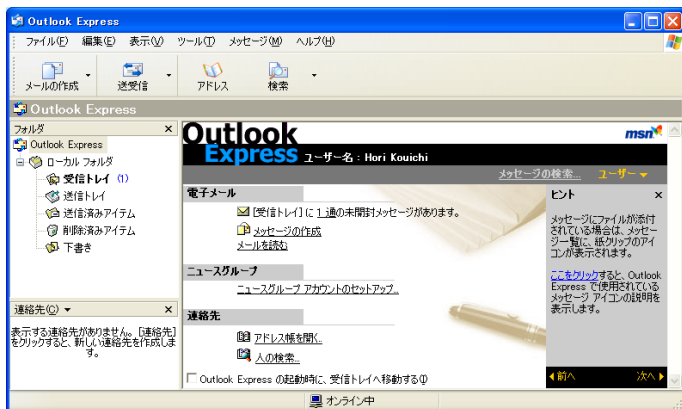 Outlook Express
ファイル(F) 編集(E) 表示(V) ツール(T) メッセージ(M) ヘルプ(H)
メールの作成 送受信 アドレス 検索
Outlook Express
フォルダ ×
Outlook Express
ローカル フォルダ
受信トレイ (1)
送信トレイ
送信済みアイテム
削除済みアイテム
下書き
連絡先(C) ×
表示する連絡先がありません。[連絡先]
をクリックすると、新しい連絡先を作成しま
す。
Outlook
Express ユーザー名 : Hori Kouichi
msn
メッセージの検索... ユーザー
電子メール
[受信トレイ] に 1 通の未開封メッセージがあります。
メッセージの作成
メールを読む
ニュースグループ
ニュースグループ アカウントのセットアップ...
連絡先
アドレス帳を開く...
人の検索...
Outlook Express の起動時に、受信トレイへ移動する(I)
ヒント ×
メッセージにファイルが添付
されている場合は、メッセー
ジ一覧に、紙クリップのアイ
コンが表示されます。
ここをクリックすると、Outlook
Express で使用されている
メッセージ アイコンの説明を
表示します。
前へ 次へ
オンライン中